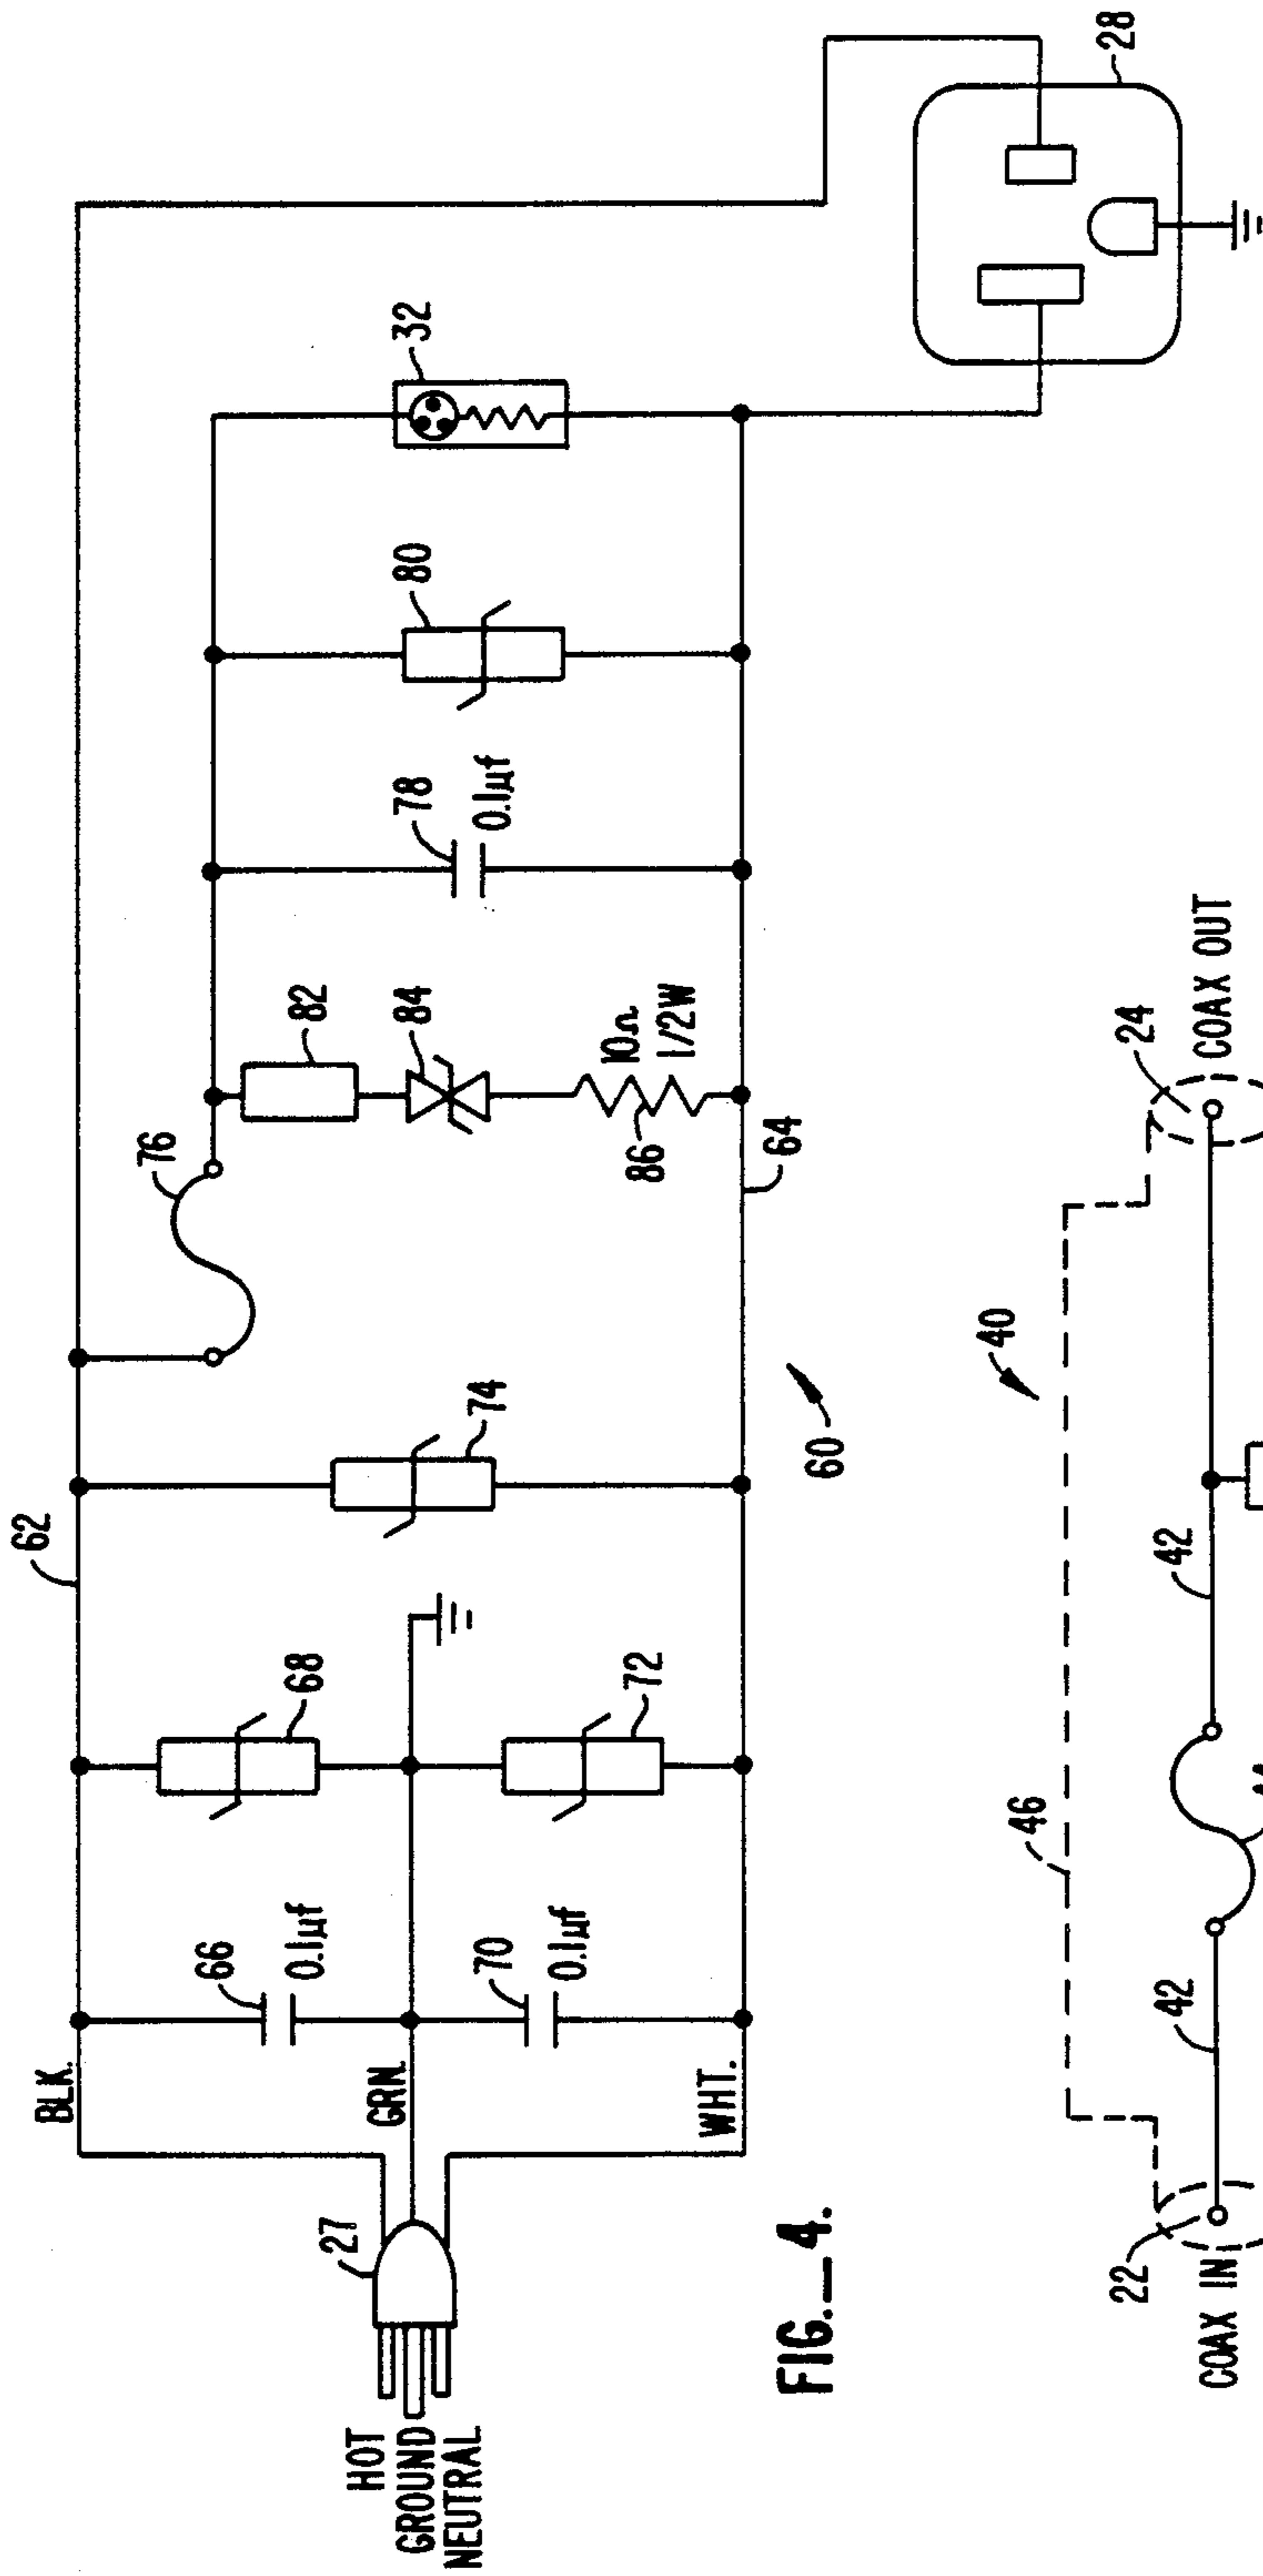 62
BLK.
66
0.1µf
68
74
76
82
84
78
0.1µf
80
32
GRN.
HOT
GROUND
NEUTRAL
27
70
0.1µf
72
86
10Ω
1/2W
WHT.
64
60
28
FIG._4.
46
40
24
COAX OUT
22
COAX IN
42
42